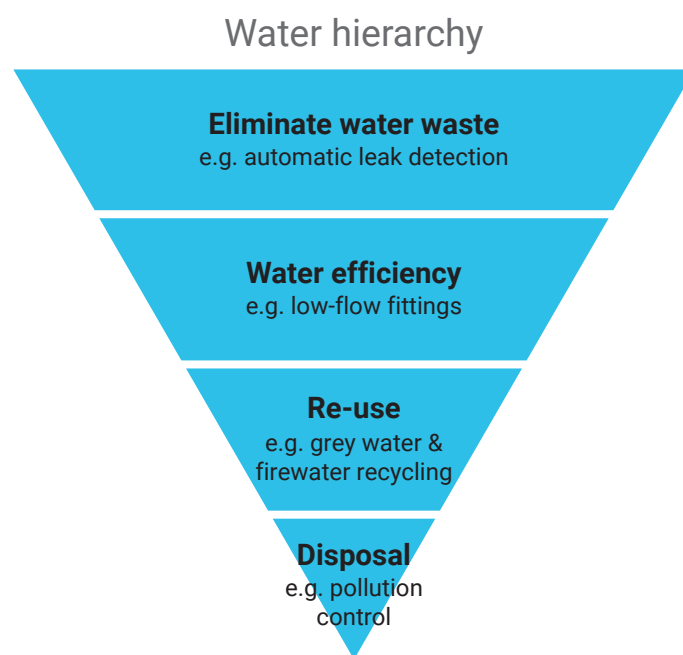 Water hierarchy
Eliminate water waste
e.g. automatic leak detection
Water efficiency
e.g. low-flow fittings
Re-use
e.g. grey water &
firewater recycling
Disposal
e.g. pollution
control